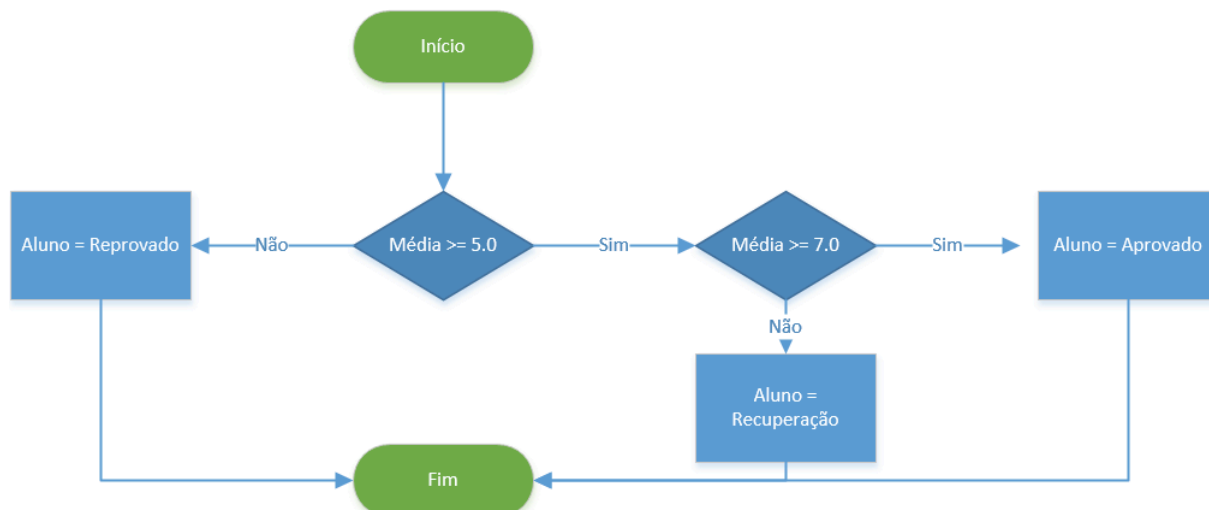 Início
Aluno = Reprovado
Não
Média >= 5.0
Sim
Média >= 7.0
Sim
Aluno = Aprovado
Não
Aluno =
Recuperação
Fim